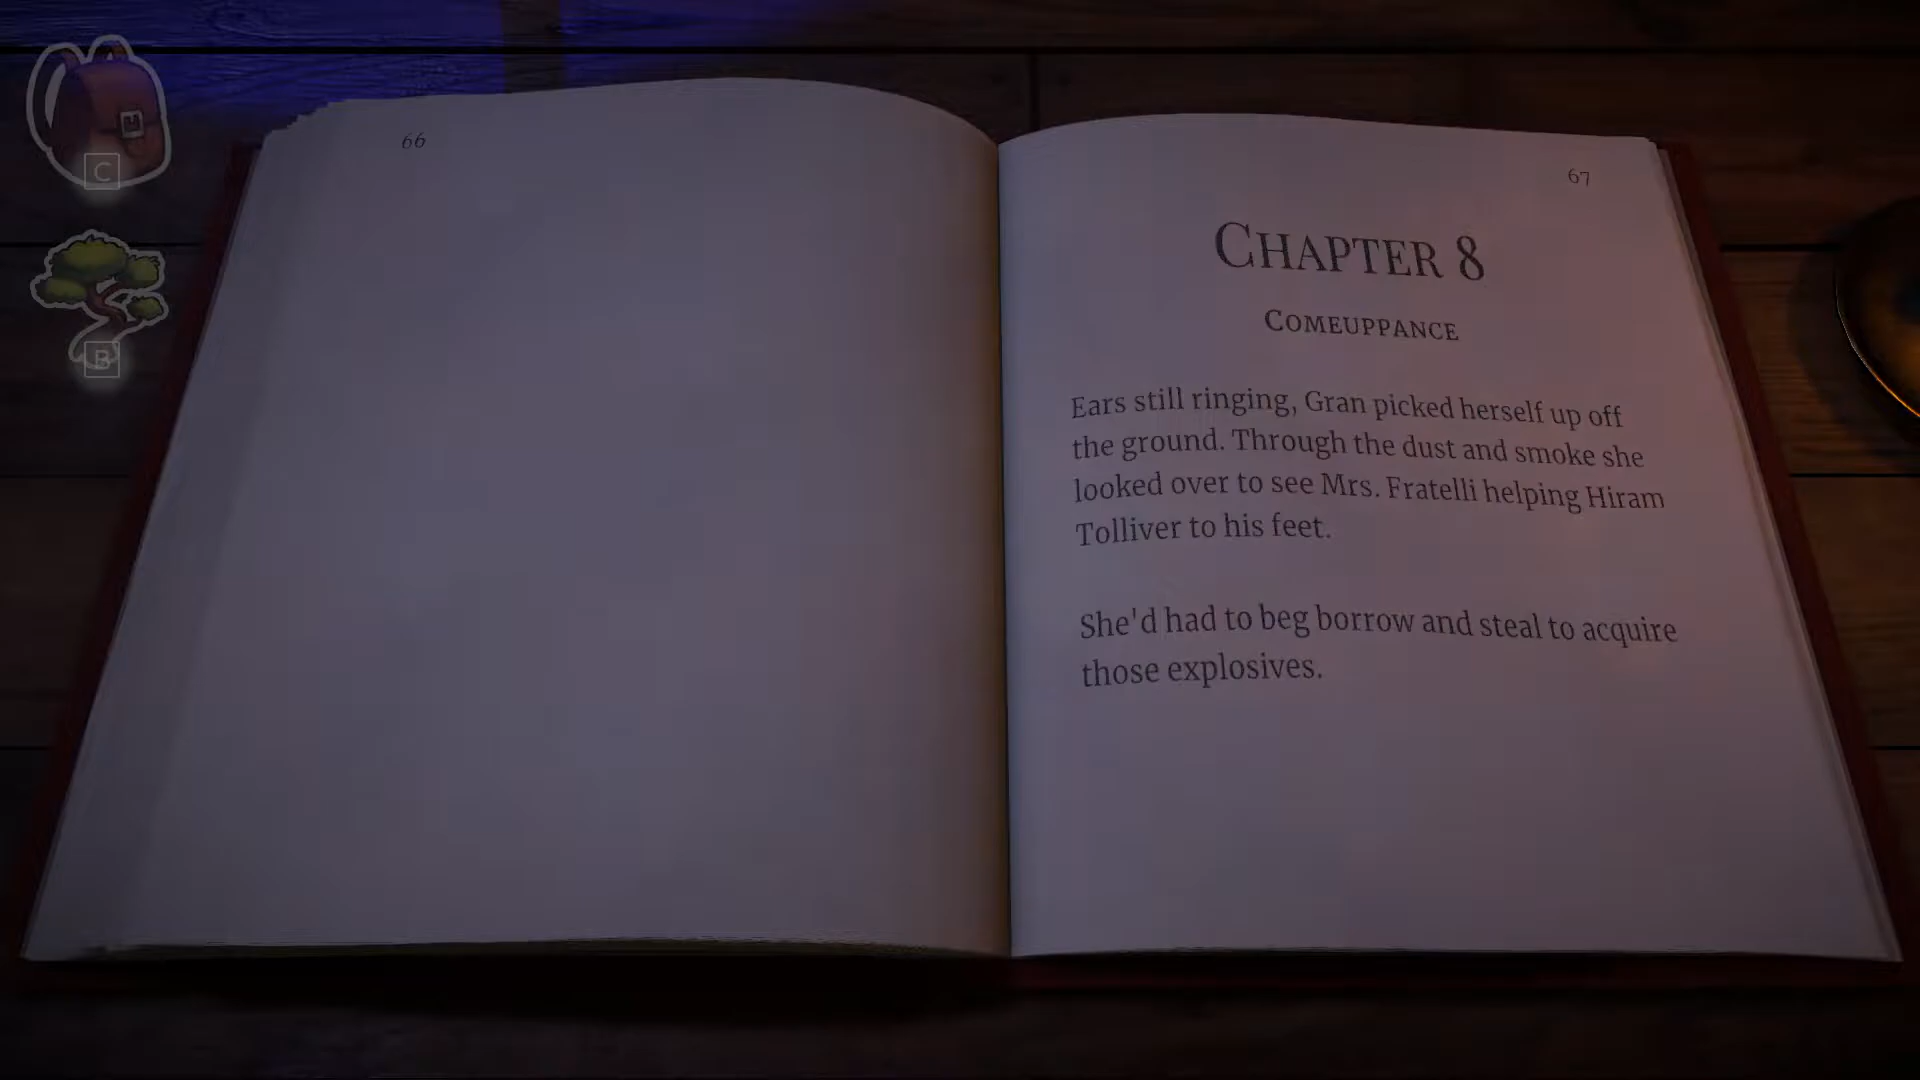 C
B
66
67
CHAPTER 8
COMEUPPANCE
Ears still ringing, Gran picked herself up off
the ground. Through the dust and smoke she
looked over to see Mrs. Fratelli helping Hiram
Tolliver to his feet.
She'd had to beg borrow and steal to acquire
those explosives.